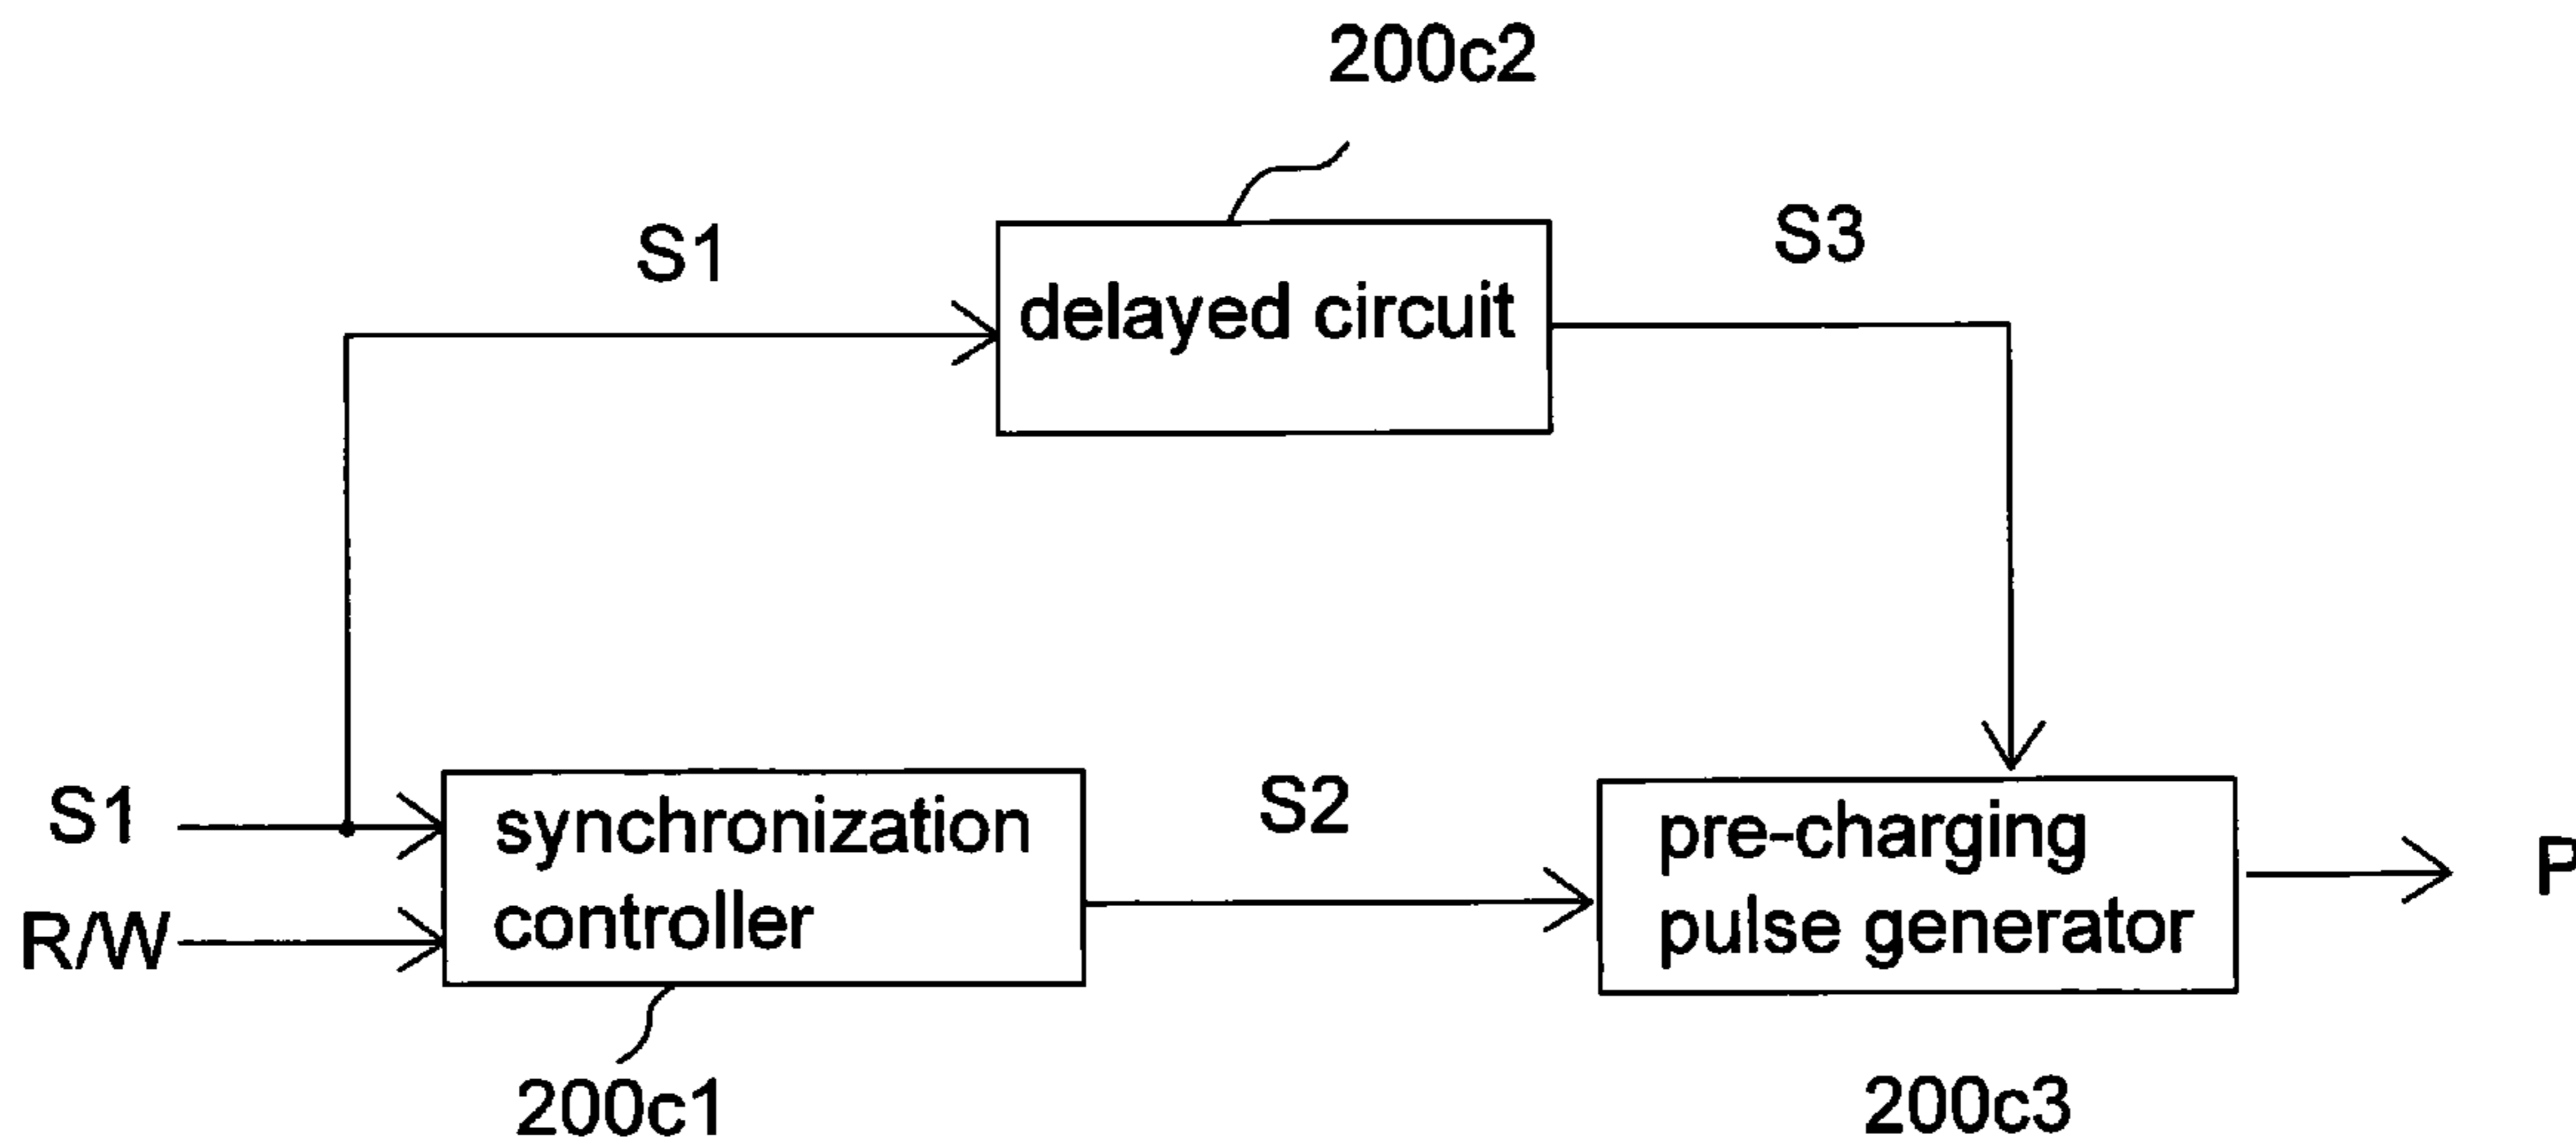 200c2
S1
S3
delayed circuit
S1
R/W
synchronization
controller
S2
pre-charging
pulse generator
P
200c1
200c3